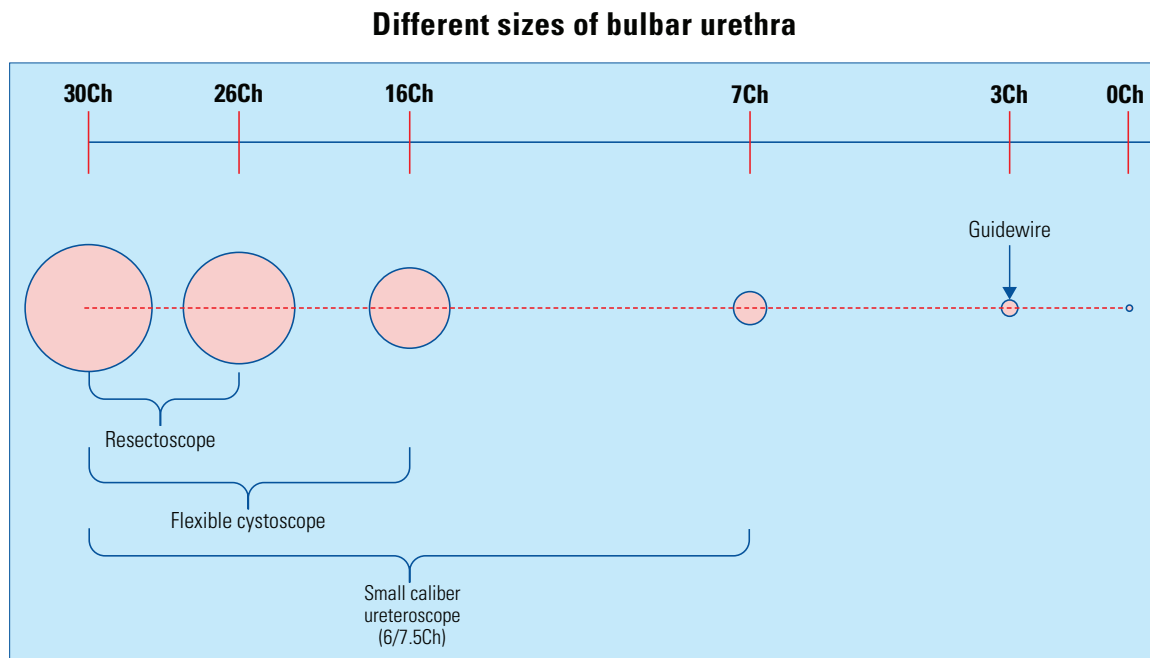 Different sizes of bulbar urethra
30Ch 26Ch 16Ch 7Ch 3Ch 0Ch
Guidewire
Resectoscope
Flexible cystoscope
Small caliber
ureteroscope
(6/7.5Ch)